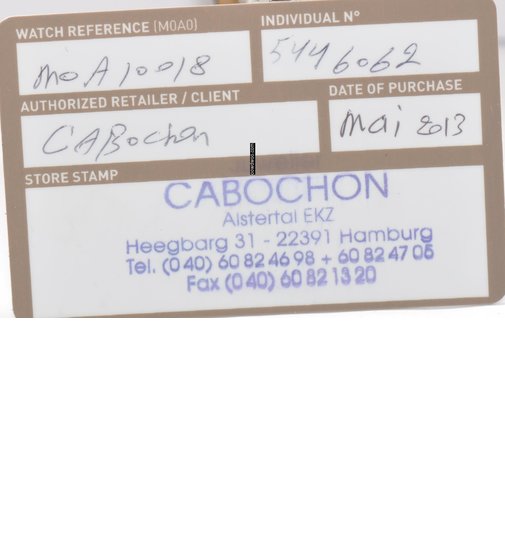 WATCH REFERENCE (MOA0)
INDIVIDUAL N°
MOA10018
5446062
AUTHORIZED RETAILER / CLIENT
DATE OF PURCHASE
CABochon
Mai 2013
STORE STAMP
CABOCHON
Alstertal EKZ
Heegbarg 31 - 22391 Hamburg
Tel. (040) 60 82 46 98 + 60 82 47 06
Fax (040) 60 82 13 20